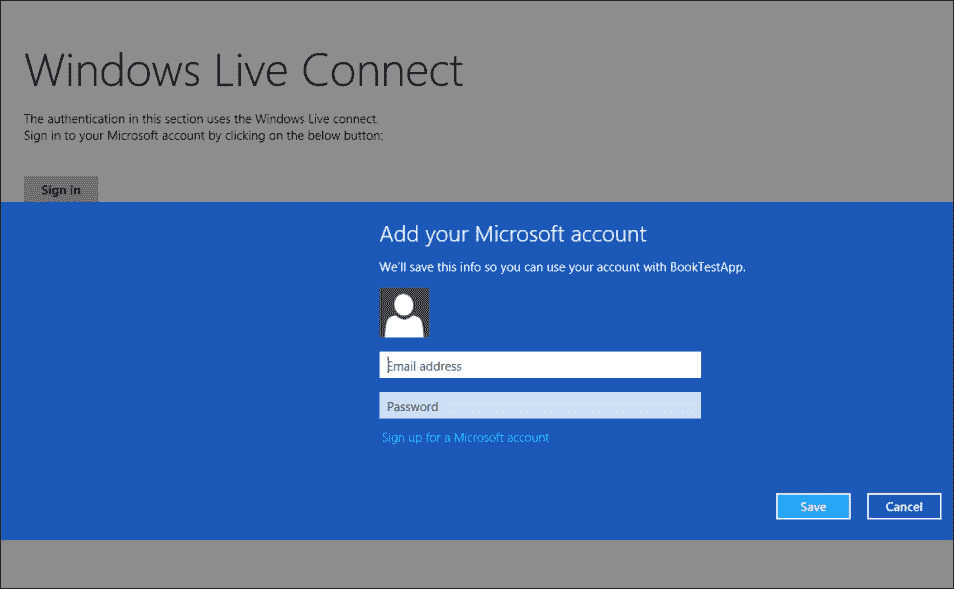 Windows Live Connect
The authentication in this section uses the Windows Live connect.
Sign in to your Microsoft account by clicking on the below button:
Sign in
Add your Microsoft account
We'll save this info so you can use your account with BookTestApp.
Email address
Password
Sign up for a Microsoft account
Save
Cancel